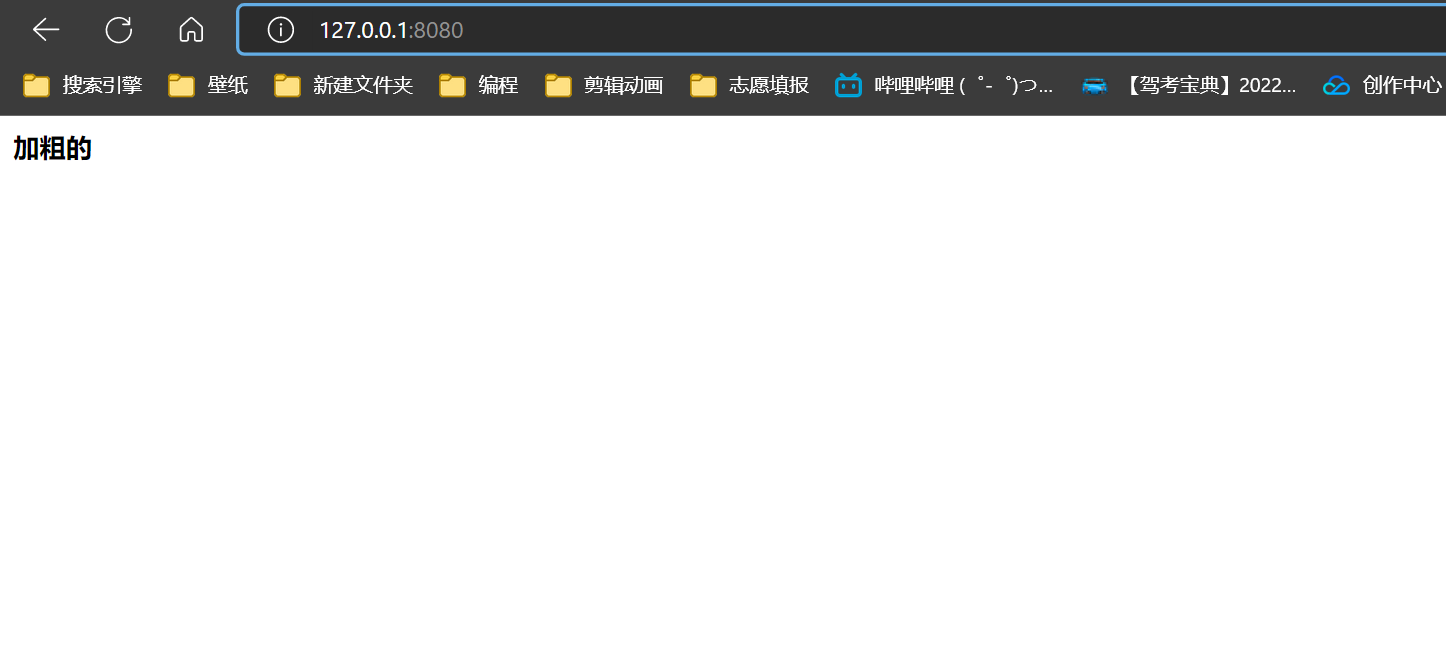 127.0.0.1:8080
搜索引擎 壁纸 新建文件夹 编程 剪辑动画 志愿填报 哔哩哔哩 ( ゜- ゜)つ... 【驾考宝典】2022... 创作中心
加粗的